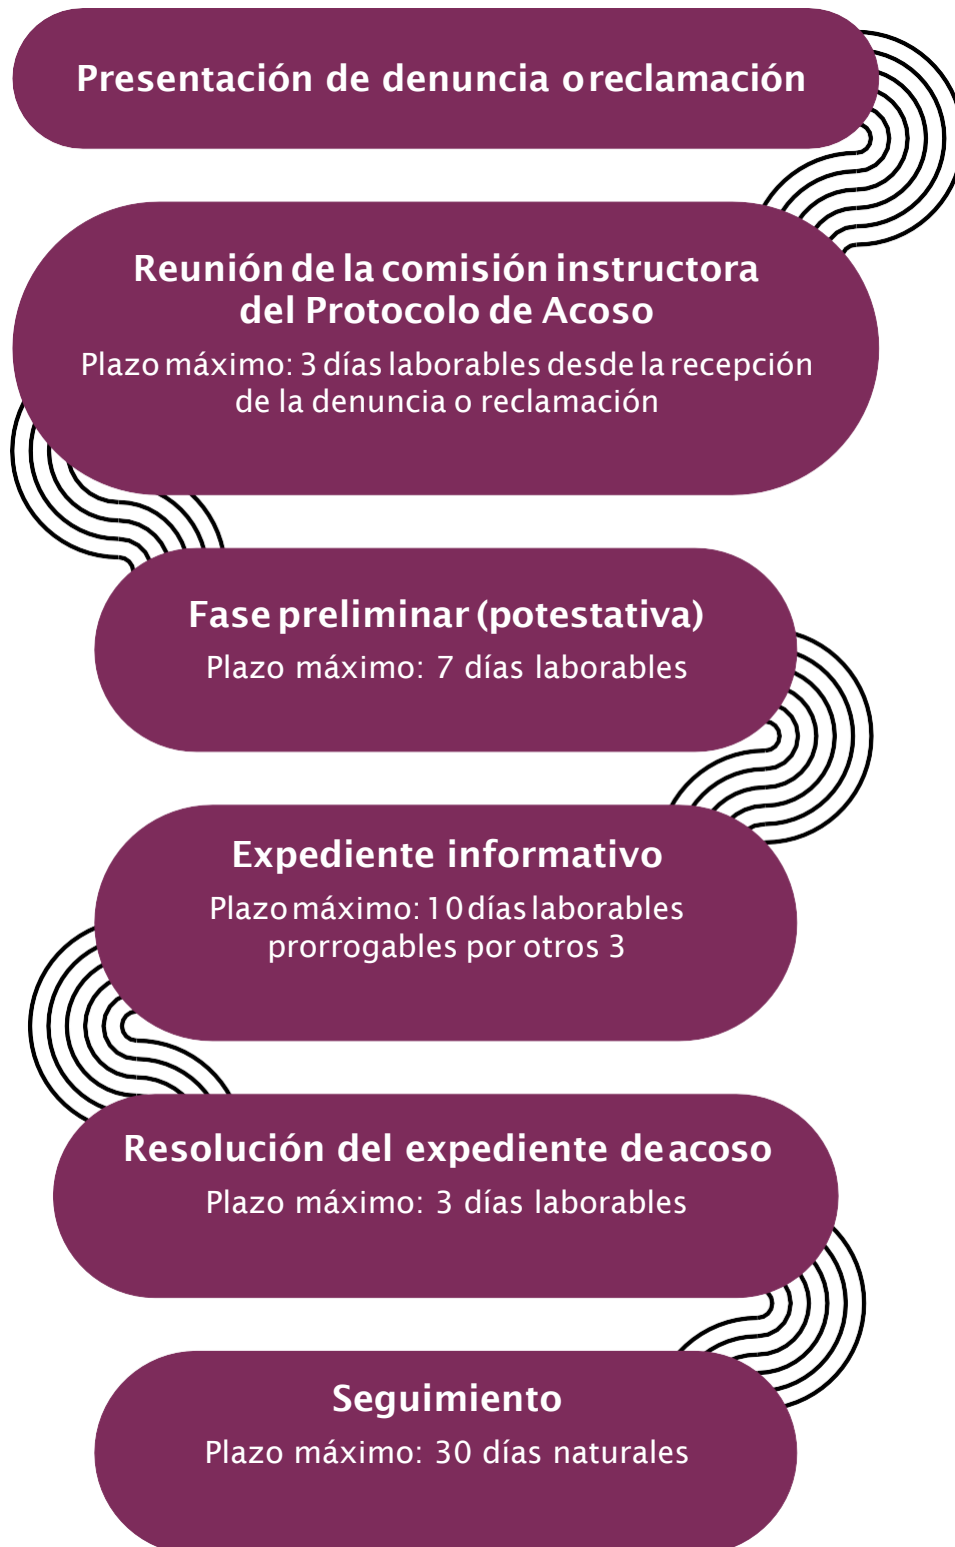 Presentación de denuncia o reclamación
Reunión de la comisión instructora
del Protocolo de Acoso
Plazo máximo: 3 días laborables desde la recepción
de la denuncia o reclamación
Fase preliminar (potestativa)
Plazo máximo: 7 días laborables
Expediente informativo
Plazo máximo: 10 días laborables
prorrogables por otros 3
Resolución del expediente de acoso
Plazo máximo: 3 días laborables
Seguimiento
Plazo máximo: 30 días naturales